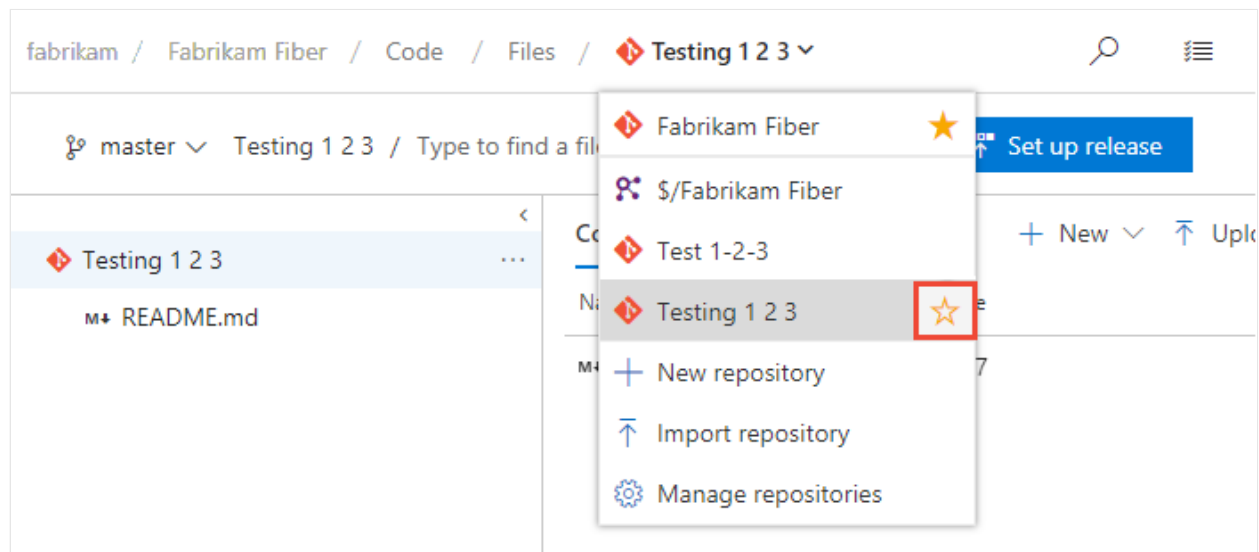 fabrikam / Fabrikam Fiber / Code / Files / Testing 1 2 3
master Testing 1 2 3 / Type to find a fil
Set up release
Fabrikam Fiber
$/Fabrikam Fiber
Test 1-2-3
Testing 1 2 3
New repository
Import repository
Manage repositories
Testing 1 2 3
M↓ README.md
New
7